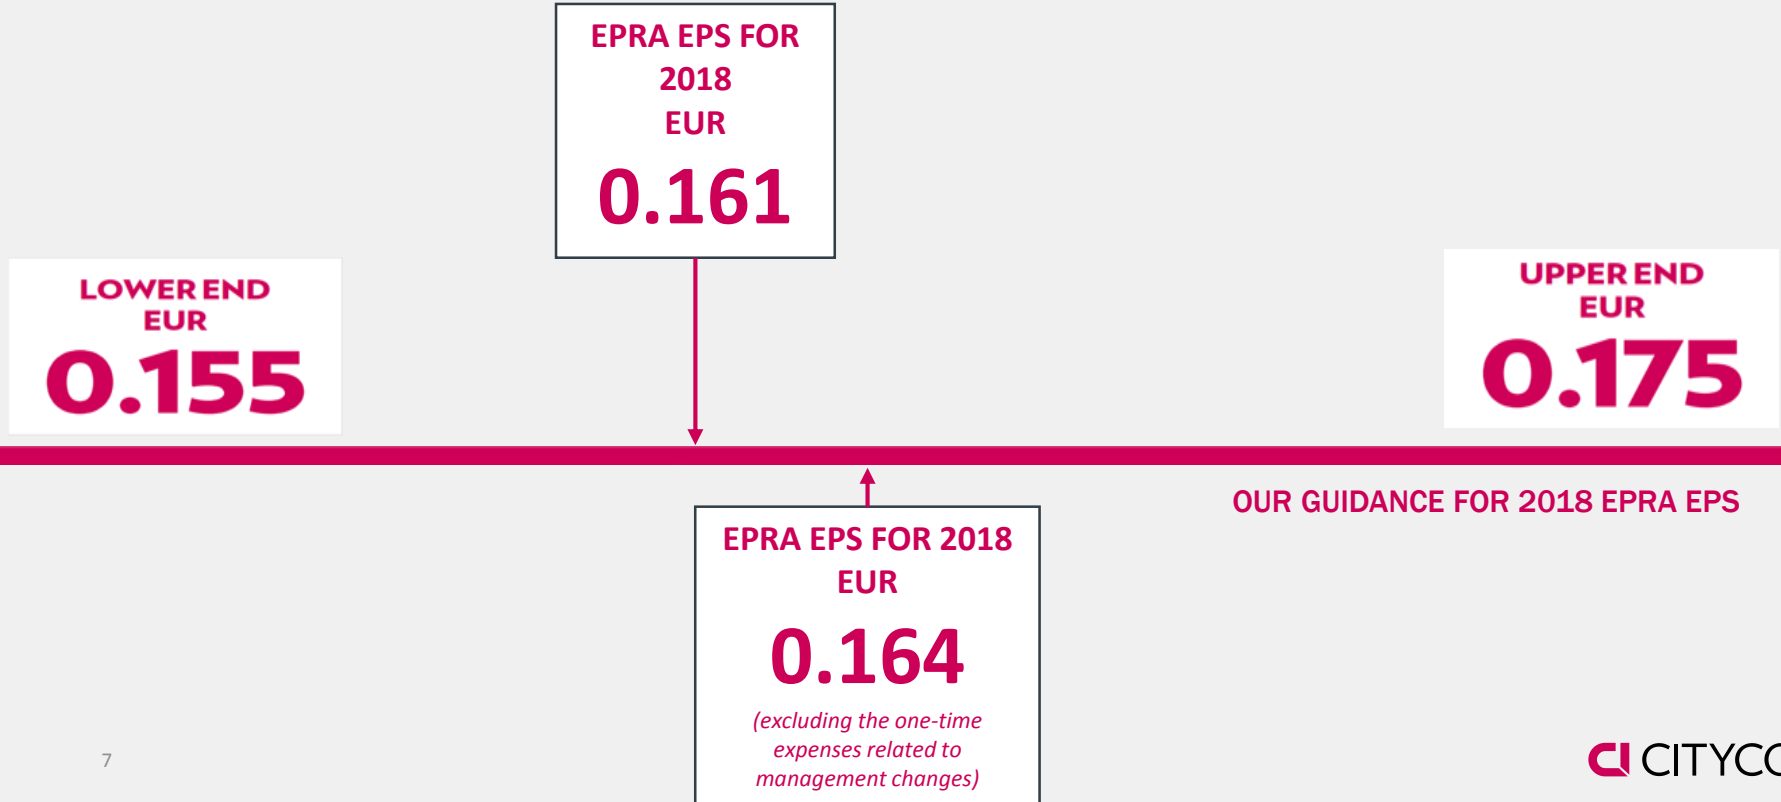 EPRA EPS FOR
2018
EUR
0.161
LOWER END
EUR
0.155
UPPER END
EUR
0.175
OUR GUIDANCE FOR 2018 EPRA EPS
EPRA EPS FOR 2018
EUR
0.164
(excluding the one-time
expenses related to
management changes)
7
CITYCO